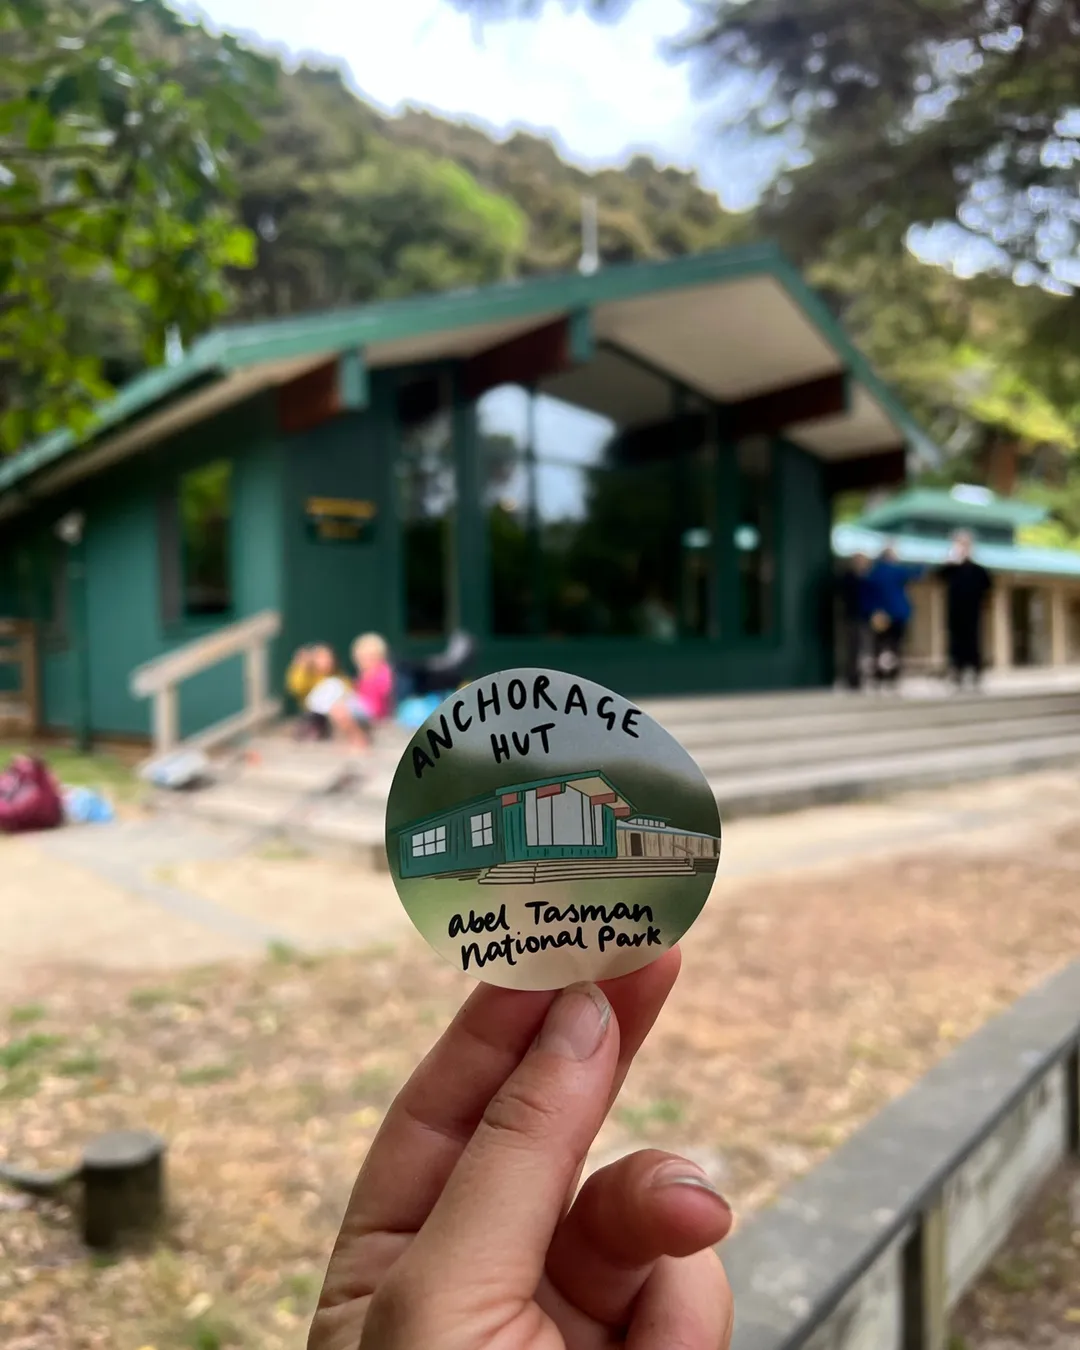 ANCHORAGE
HUT
abel Tasman
National Park